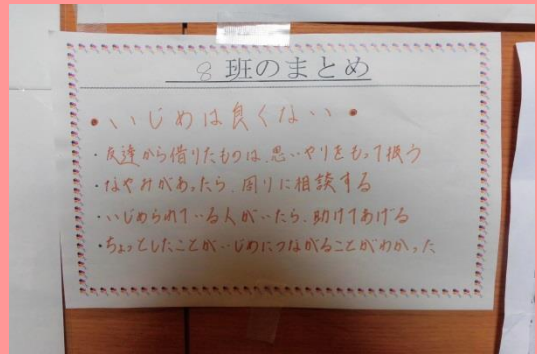 8 班のまとめ
• いじめは良くない •
・友達から借りたものは、思いやりをもって扱う
・なやみがあったら、周りに相談する
・いじめられている人がいたら、助けてあげる
・ちょっとしたことがいじめにつながることがわかった